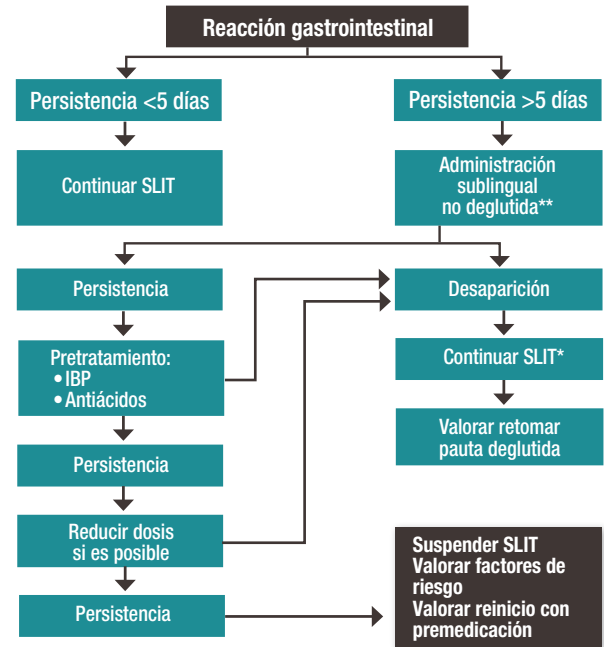 Reacción gastrointestinal
Persistencia <5 días
Persistencia >5 días
Continuar SLIT
Administración
sublingual
no deglutida**
Persistencia
Desaparición
Pretratamiento:
• IBP
• Antiácidos
Continuar SLIT*
Persistencia
Valorar retomar
pauta deglutida
Reducir dosis
si es posible
Persistencia
Suspender SLIT
Valorar factores de
riesgo
Valorar reinicio con
premedicación